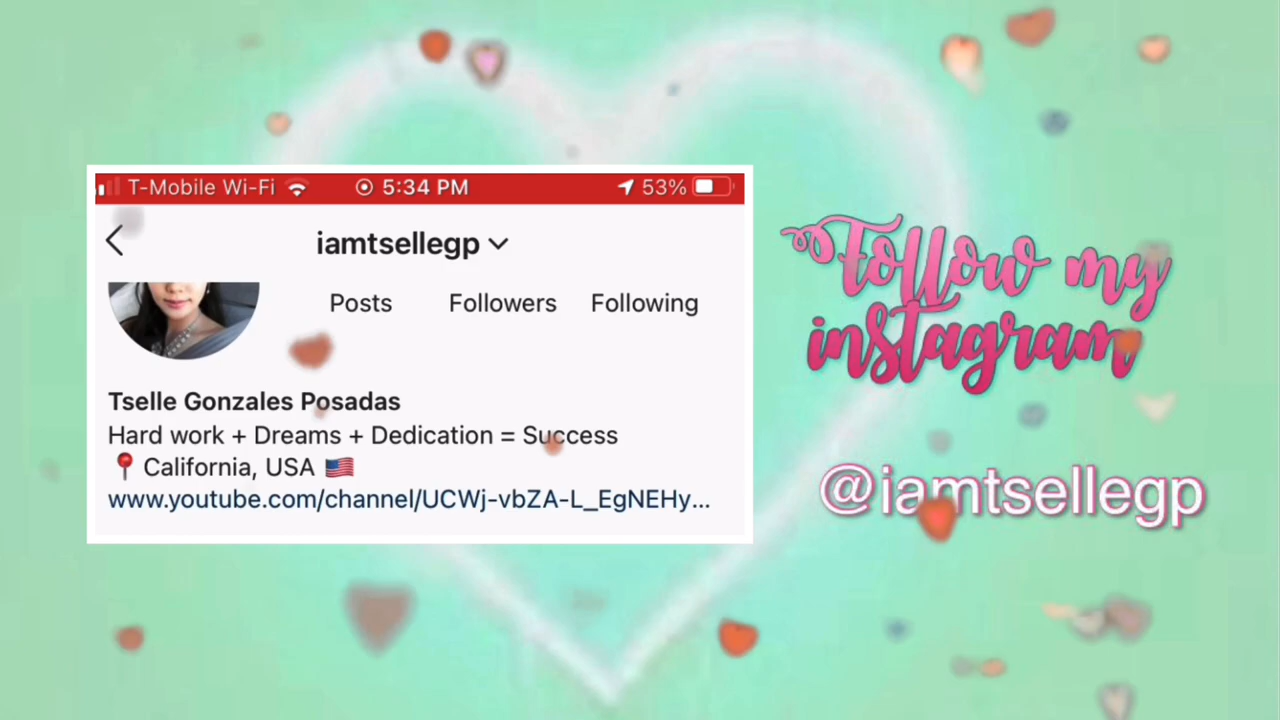 T-Mobile Wi-Fi 5:34 PM 53%
iamtsellegp
Posts Followers Following
Tselle Gonzales Posadas
Hard work + Dreams + Dedication = Success
📍 California, USA 🇺🇸
www.youtube.com/channel/UCWj-vbZA-L_EgNEHy...
follow my
instagram
@iamtsellegp